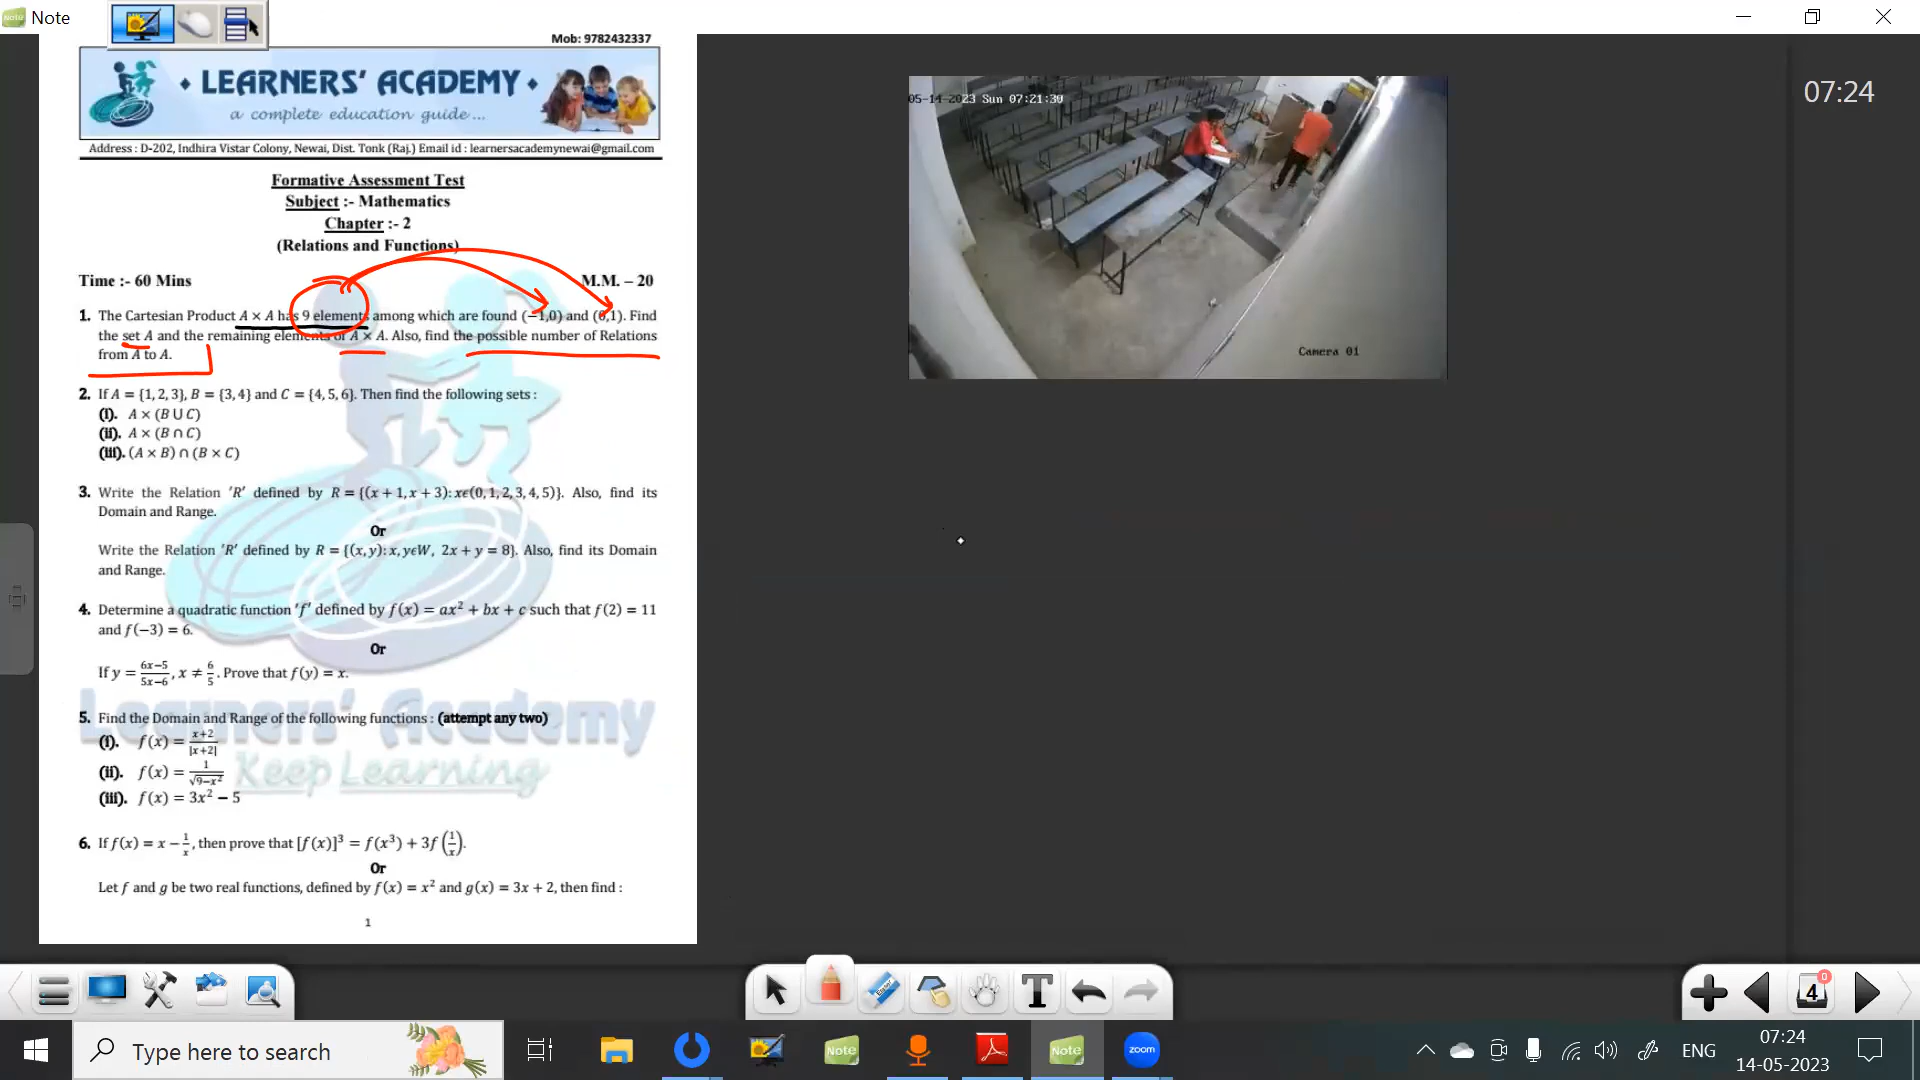 Note
07:24
Mob: 9782432337
LEARNERS' ACADEMY
a complete education guide...
Address : D-202, Indhira Vistar Colony, Newai, Dist. Tonk (Raj.) Email id : learnersacademynewai@gmail.com
Formative Assessment Test
Subject :- Mathematics
Chapter :- 2
(Relations and Functions)
Time :- 60 Mins M.M. – 20
1. The Cartesian Product A × A has 9 elements among which are found (−1,0) and (0,1). Find
the set A and the remaining elements of A × A. Also, find the possible number of Relations
from A to A.
2. If A = {1, 2, 3}, B = {3, 4} and C = {4, 5, 6}. Then find the following sets :
(i). A × (B ∪ C)
(ii). A × (B ∩ C)
(iii). (A × B) ∩ (B × C)
3. Write the Relation 'R' defined by R = {(x + 1, x + 3): xϵ(0, 1, 2, 3, 4, 5)}. Also, find its
Domain and Range.
Or
Write the Relation 'R' defined by R = {(x, y): x, yϵW, 2x + y = 8}. Also, find its Domain
and Range.
4. Determine a quadratic function 'f' defined by f(x) = ax² + bx + c such that f(2) = 11
and f(−3) = 6.
Or
If y = (6x−5)/(5x−6), x ≠ 6/5. Prove that f(y) = x.
5. Find the Domain and Range of the following functions : (attempt any two)
(i). f(x) = (x+2)/|x+2|
(ii). f(x) = 1/√(9−x²)
(iii). f(x) = 3x² − 5
6. If f(x) = x − 1/x, then prove that [f(x)]³ = f(x³) + 3f(1/x).
Or
Let f and g be two real functions, defined by f(x) = x² and g(x) = 3x + 2, then find :
1
Learners' Academy
Keep Learning
05-14-2023 Sun 07:21:30
Camera 01
Eraser
T
4
0
Type here to search
Note
Note
zoom
ENG
07:24
14-05-2023